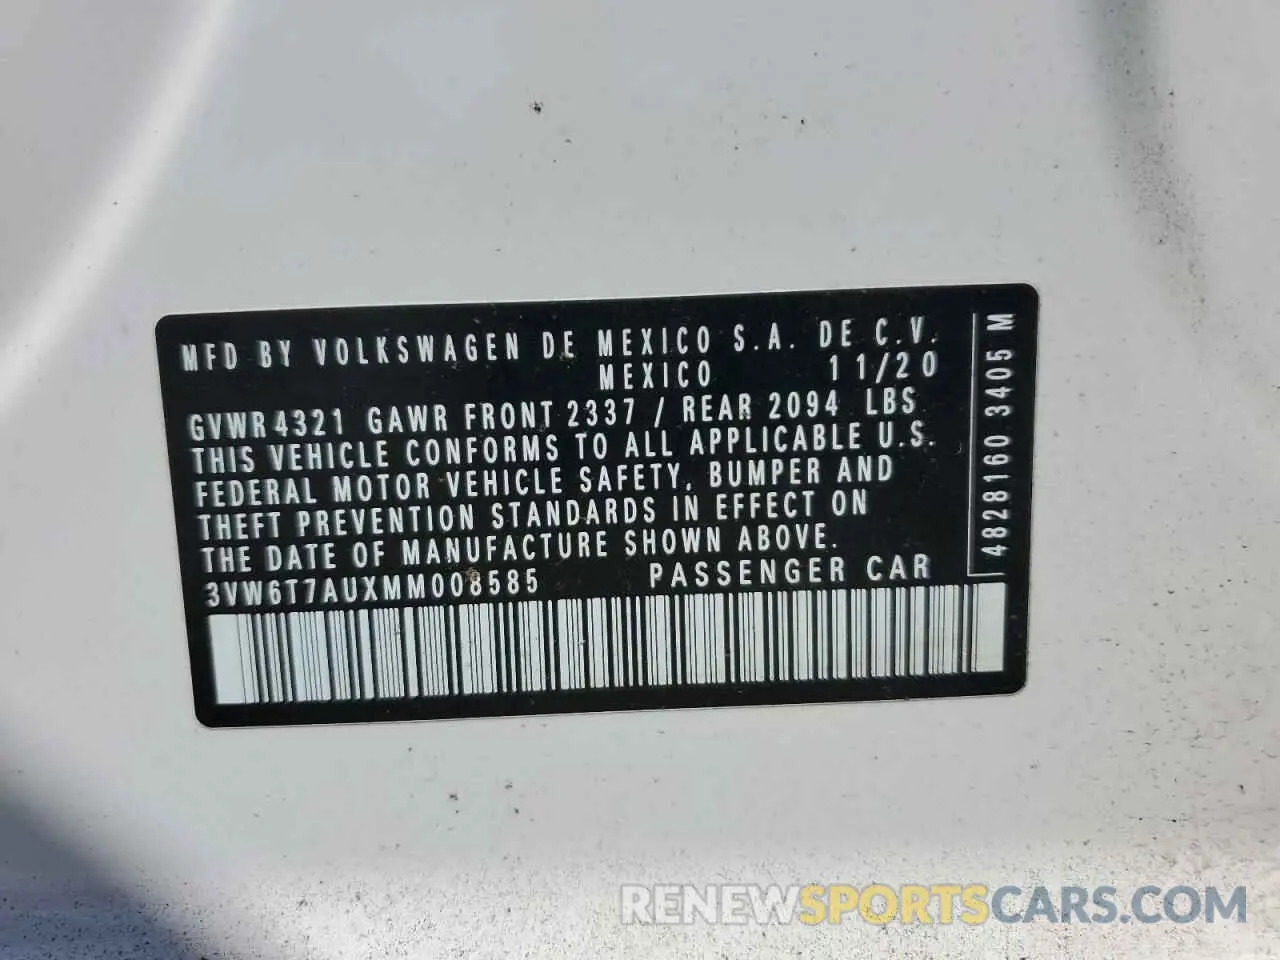 MFD BY VOLKSWAGEN DE MEXICO S.A. DE C.V.
MEXICO 11/20
GVWR 4321 GAWR FRONT 2337 / REAR 2094 LBS
THIS VEHICLE CONFORMS TO ALL APPLICABLE U.S.
FEDERAL MOTOR VEHICLE SAFETY, BUMPER AND
THEFT PREVENTION STANDARDS IN EFFECT ON
THE DATE OF MANUFACTURE SHOWN ABOVE.
3VW6T7AUXMM008585 PASSENGER CAR
4828160 3405 M
RENEWSPORTSCARS.COM